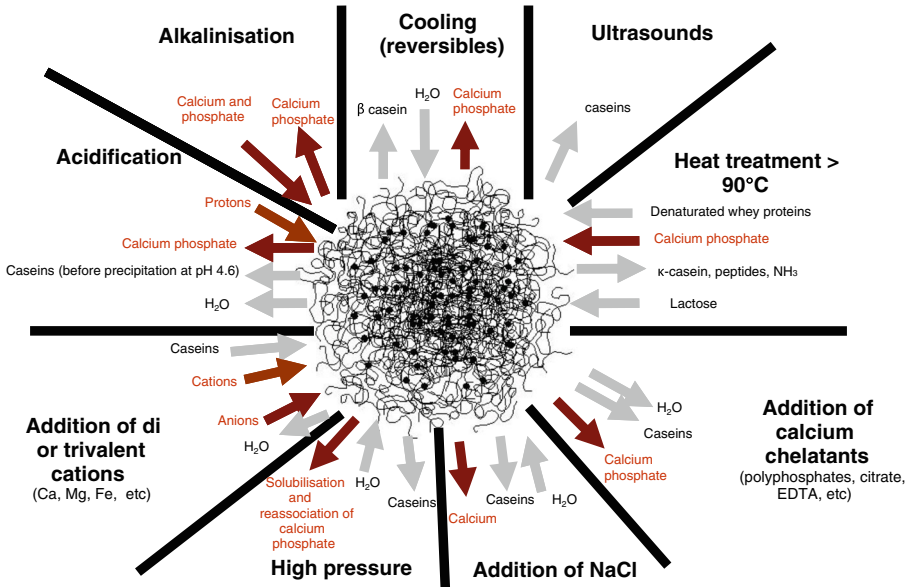 Alkalinisation
Cooling
(reversibles)
Ultrasounds
Calcium and
phosphate
Calcium
phosphate
β casein
H₂O
Calcium
phosphate
caseins
Acidification
Protons
Calcium phosphate
Caseins (before precipitation at pH 4.6)
H₂O
Heat treatment >
90°C
Denaturated whey proteins
Calcium phosphate
κ-casein, peptides, NH₃
Lactose
Caseins
Cations
Anions
H₂O
Addition of di
or trivalent
cations
(Ca, Mg, Fe, etc)
Solubilisation
and
reassociation of
calcium
phosphate
H₂O
Caseins
High pressure
Calcium
Caseins
H₂O
Addition of NaCl
H₂O
Caseins
Calcium
phosphate
Addition of
calcium
chelatants
(polyphosphates, citrate,
EDTA, etc)